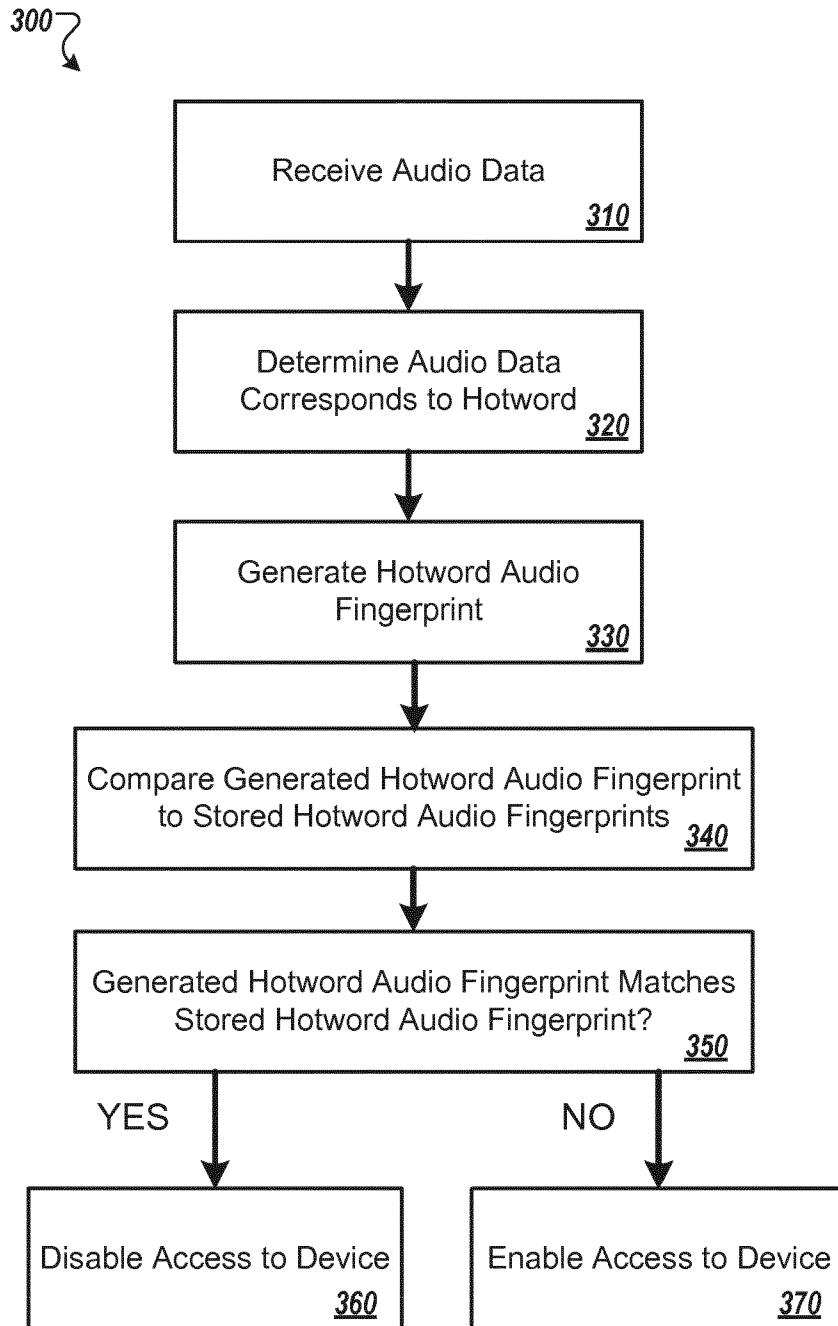 300
Receive Audio Data
310
Determine Audio Data
Corresponds to Hotword
320
Generate Hotword Audio
Fingerprint
330
Compare Generated Hotword Audio Fingerprint
to Stored Hotword Audio Fingerprints
340
Generated Hotword Audio Fingerprint Matches
Stored Hotword Audio Fingerprint?
350
YES
NO
Disable Access to Device
360
Enable Access to Device
370